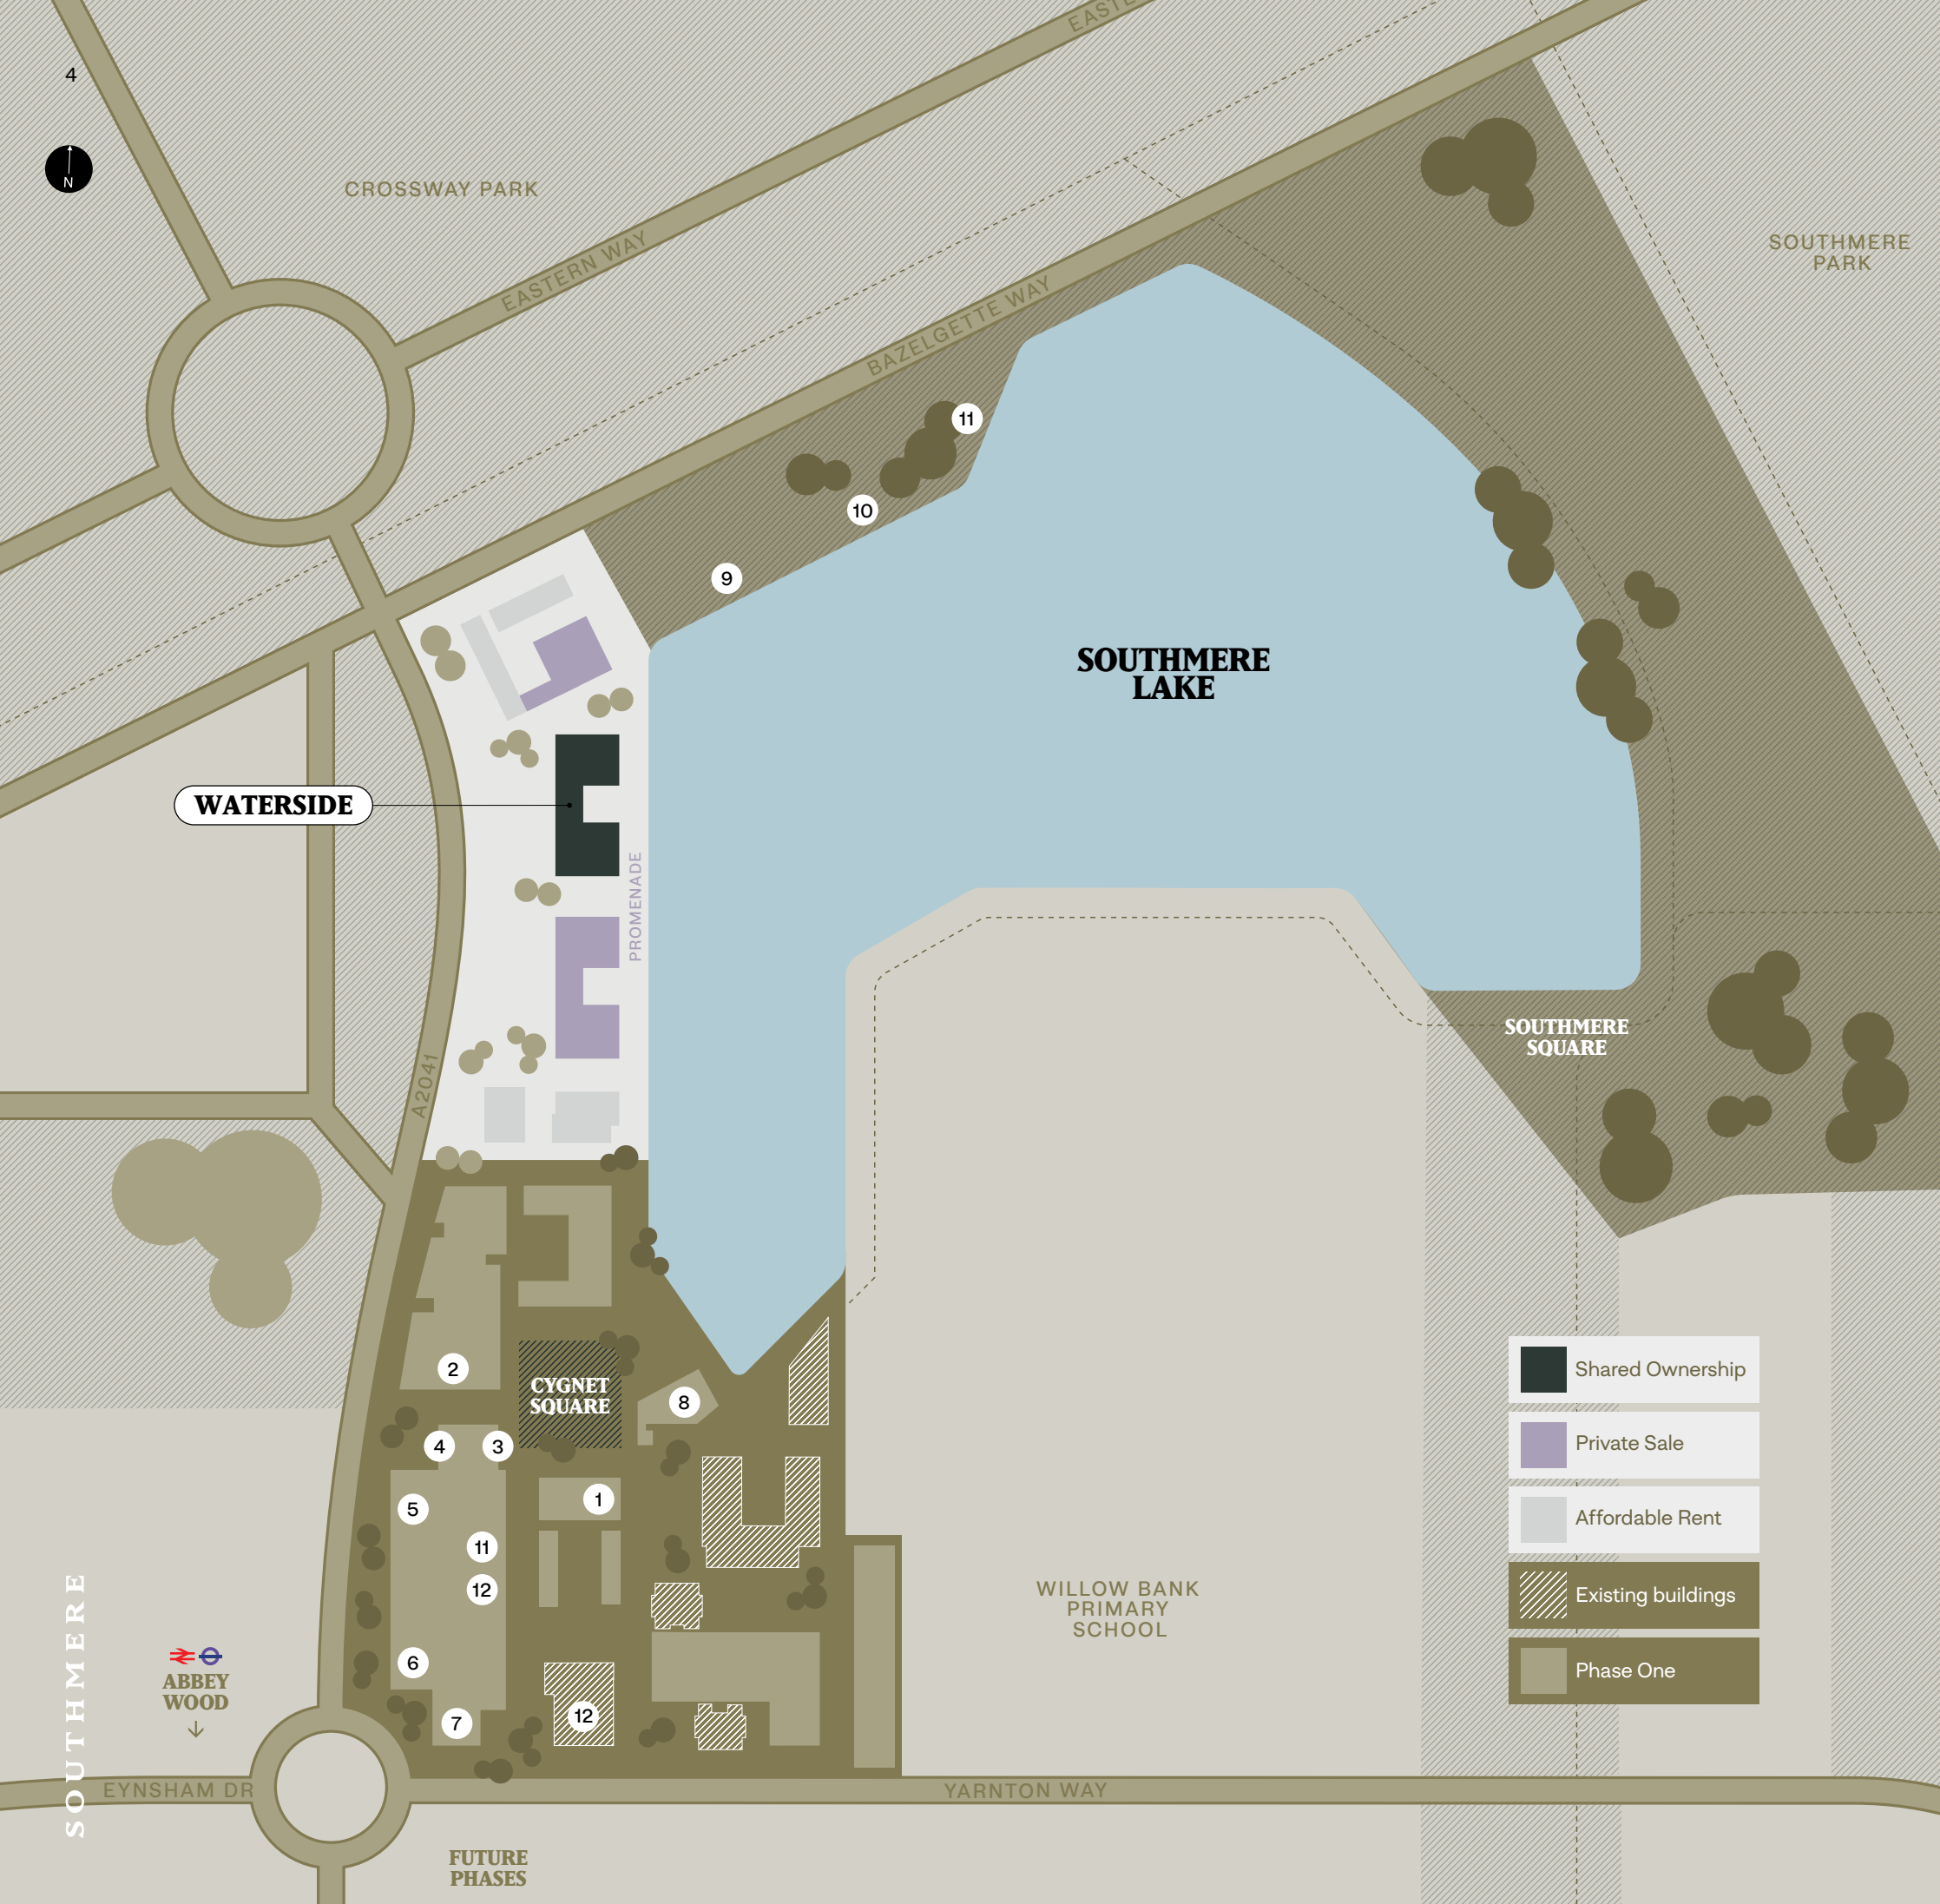 4
N
CROSSWAY PARK
EASTERN WAY
EASTE
BAZELGETTE WAY
SOUTHMERE
PARK
11
10
9
SOUTHMERE
LAKE
WATERSIDE
PROMENADE
A2041
SOUTHMERE
SQUARE
2
CYGNET
SQUARE
8
4
3
5
1
11
12
6
7
12
WILLOW BANK
PRIMARY
SCHOOL
Shared Ownership
Private Sale
Affordable Rent
Existing buildings
Phase One
SOUTHMERE
ABBEY
WOOD
EYNSHAM DR
YARNTON WAY
FUTURE
PHASES